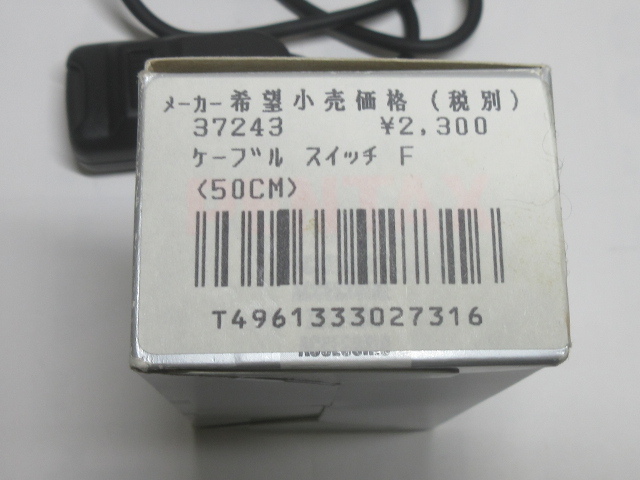 ﾒｰｶｰ希望小売価格(税別)
37243 ¥2,300
ｹｰﾌﾞﾙ ｽｲｯﾁ F
<50CM>
T4961333027316